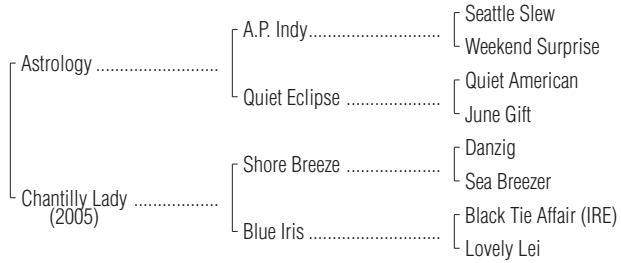 Seattle Slew
A.P. Indy
Weekend Surprise
Astrology
Quiet American
Quiet Eclipse
June Gift
Danzig
Shore Breeze
Sea Breezer
Chantilly Lady
(2005)
Black Tie Affair (IRE)
Blue Iris
Lovely Lei